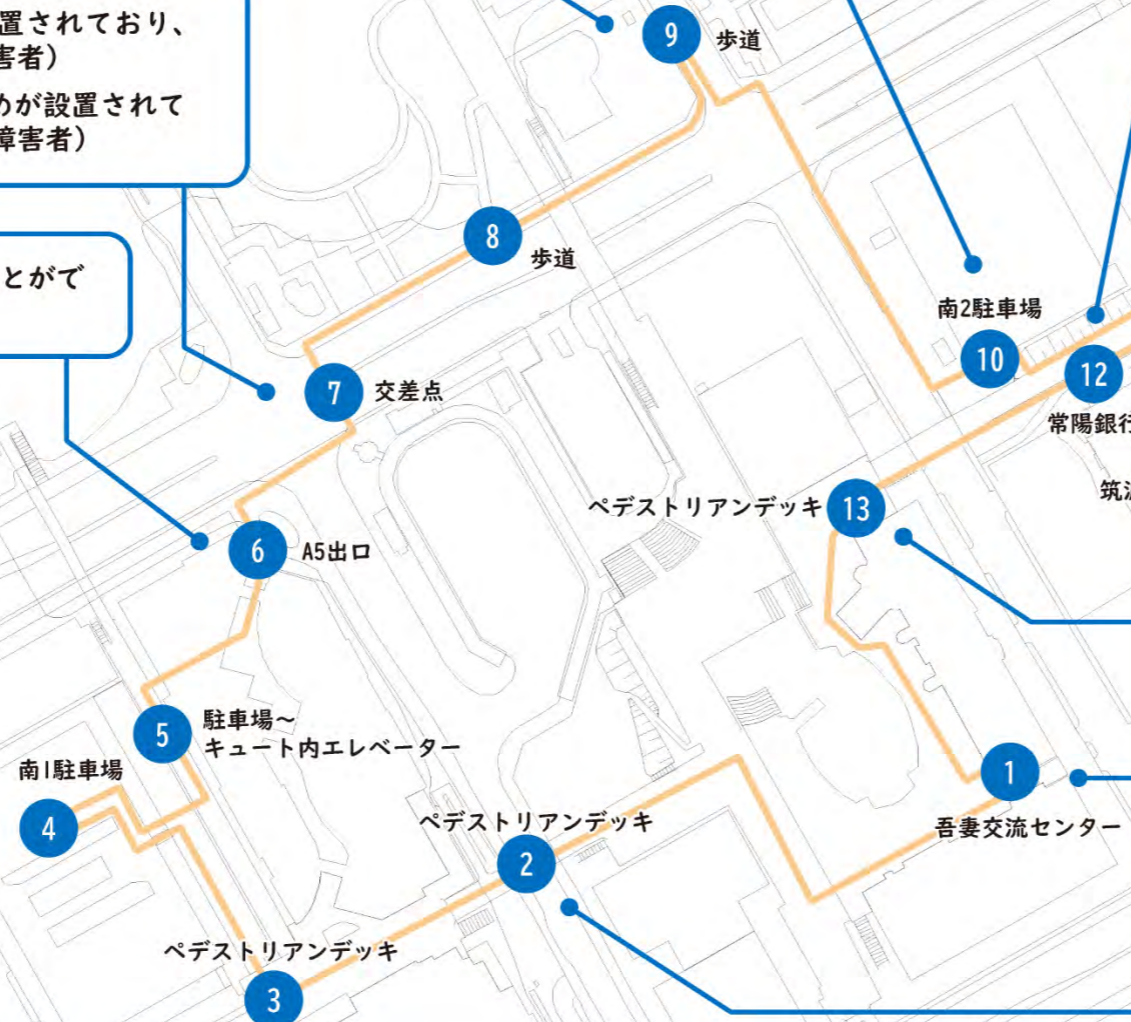 置されており、
害者）
めが設置されて
障害者）
とがで
9
歩道
8
歩道
7
交差点
6
A5出口
5
駐車場～
キュート内エレベーター
南1駐車場
4
ペデストリアンデッキ
3
ペデストリアンデッキ
2
1
吾妻交流センター
ペデストリアンデッキ
13
南2駐車場
10
12
常陽銀行
筑波